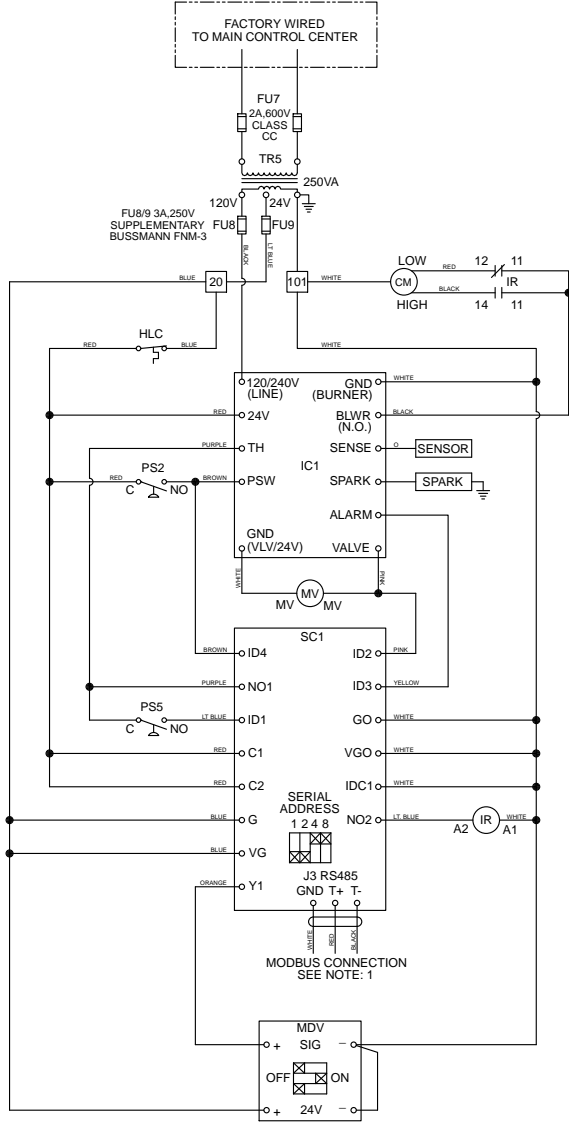 FACTORY WIRED
TO MAIN CONTROL CENTER
FU7
2A,600V
CLASS
CC
TR5
250VA
120V
24V
FU8/9 3A,250V
SUPPLEMENTARY
BUSSMANN FNM-3
FU8
FU9
BLACK
LT BLUE
BLUE
20
101
WHITE
LOW
CM
HIGH
RED
12
11
IR
BLACK
14
11
HLC
RED
BLUE
WHITE
120/240V
(LINE)
GND
(BURNER)
WHITE
RED
24V
BLWR
(N.O.)
BLACK
PURPLE
TH
SENSE
O
SENSOR
IC1
PS2
RED
C
NO
BROWN
PSW
SPARK
SPARK
ALARM
GND
(VLV/24V)
VALVE
WHITE
PINK
MV
MV
MV
SC1
BROWN
ID4
ID2
PINK
PURPLE
NO1
ID3
YELLOW
PS5
C
NO
LT BLUE
ID1
GO
WHITE
RED
C1
VGO
WHITE
RED
C2
IDC1
WHITE
SERIAL
ADDRESS
1 2 4 8
BLUE
G
NO2
LT. BLUE
IR
WHITE
A2
A1
BLUE
VG
ORANGE
Y1
J3 RS485
GND T+ T-
WHITE
RED
BLACK
MODBUS CONNECTION
SEE NOTE: 1
MDV
+ SIG –
OFF
ON
+ 24V –